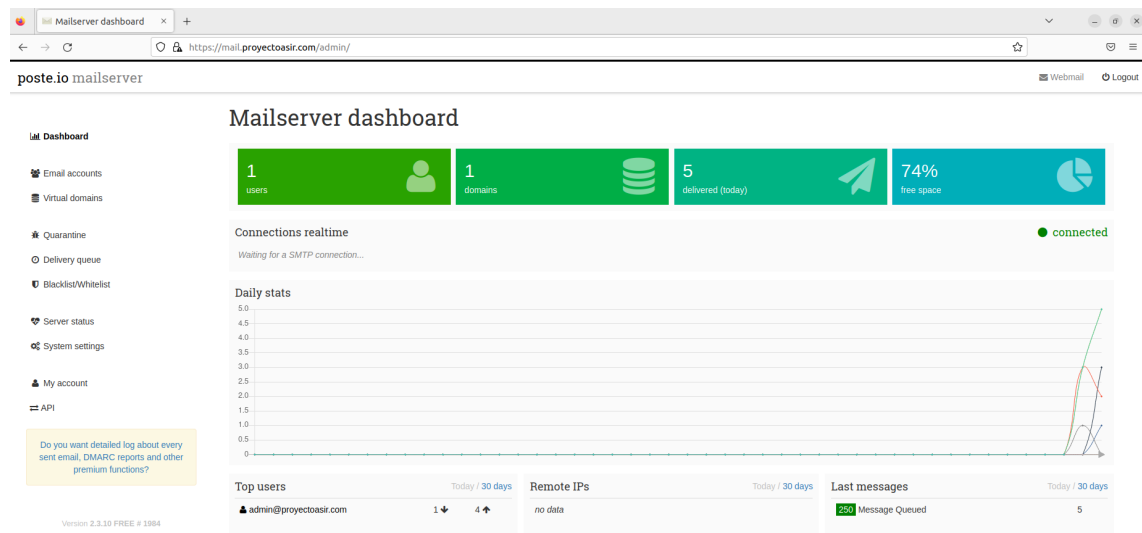 Mailserver dashboard × +
https://mail.proyectoasir.com/admin/
poste.io mailserver
Webmail Logout
Mailserver dashboard
Dashboard
Email accounts
Virtual domains
Quarantine
Delivery queue
Blacklist/Whitelist
Server status
System settings
My account
API
Do you want detailed log about every
sent email, DMARC reports and other
premium functions?
Version 2.3.10 FREE # 1984
1
users
1
domains
5
delivered (today)
74%
free space
Connections realtime
connected
Waiting for a SMTP connection...
Daily stats
5.0
4.5
4.0
3.5
3.0
2.5
2.0
1.5
1.0
0.5
0
Top users Today / 30 days
admin@proyectoasir.com 1 4
Remote IPs Today / 30 days
no data
Last messages Today / 30 days
250 Message Queued 5